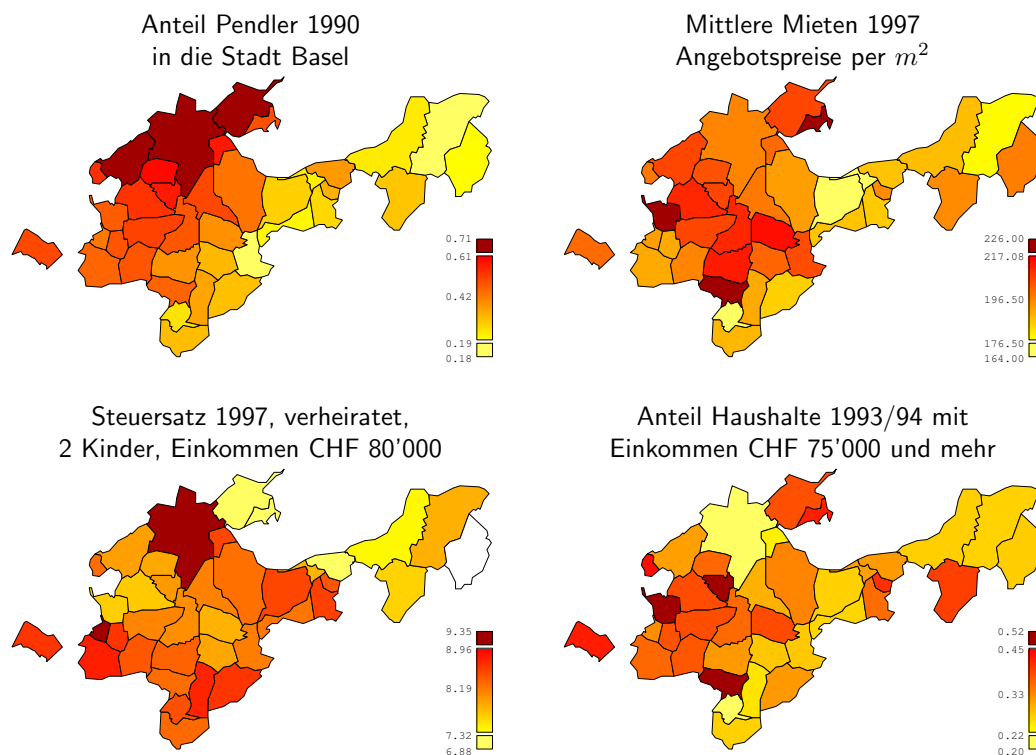 Anteil Pendler 1990
in die Stadt Basel
0.71
0.61
0.42
0.19
0.18
Mittlere Mieten 1997
Angebotspreise per m²
226.00
217.08
196.50
176.50
164.00
Steuersatz 1997, verheiratet,
2 Kinder, Einkommen CHF 80'000
9.35
8.96
8.19
7.32
6.88
Anteil Haushalte 1993/94 mit
Einkommen CHF 75'000 und mehr
0.52
0.45
0.33
0.22
0.20